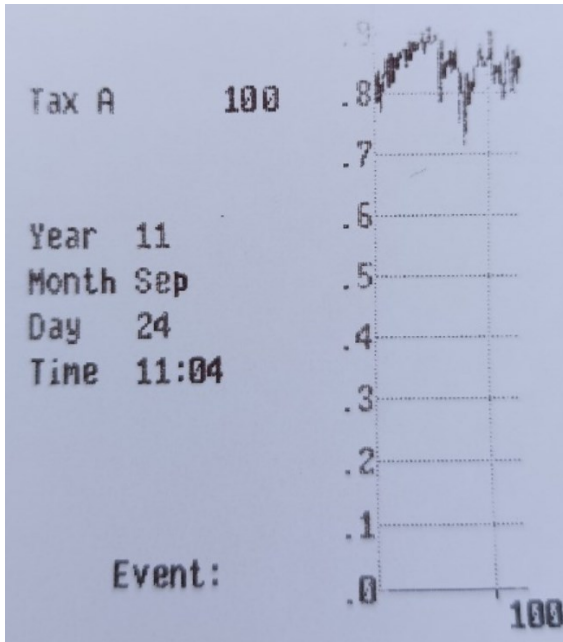 .9
Tax A 100
.8
.7
.6
Year 11
Month Sep
.5
Day 24
.4
Time 11:04
.3
.2
.1
Event:
.0
100